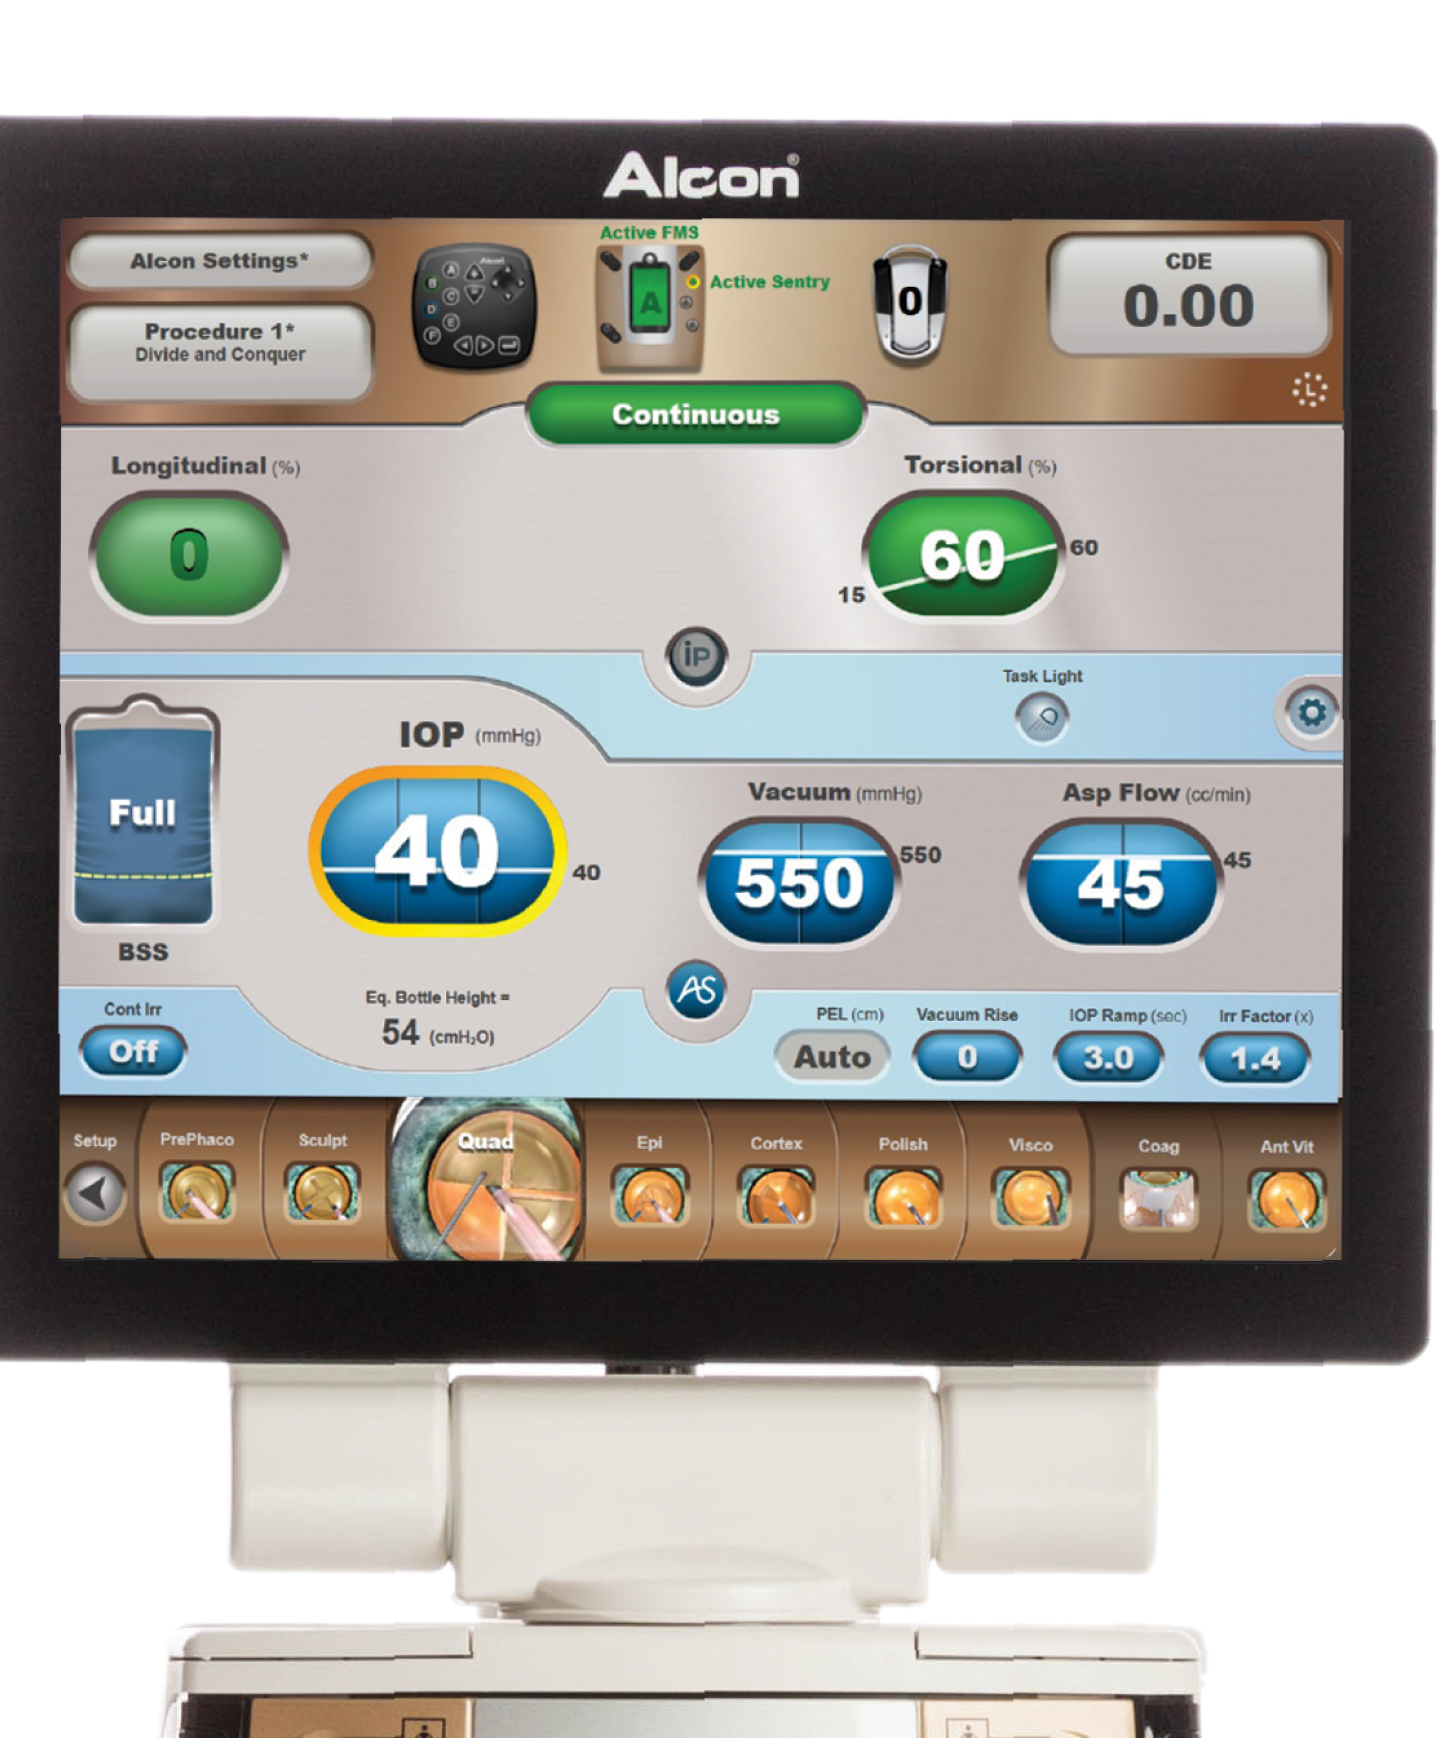 Alcon®
Active FMS
Alcon Settings*
Procedure 1*
Divide and Conquer
A
B
C
D
E
F
Alcon
A
Active Sentry
0
CDE
0.00
L
Continuous
Longitudinal (%)
0
Torsional (%)
60
60
15
iP
Task Light
Full
BSS
IOP (mmHg)
40
40
Vacuum (mmHg)
550
550
Asp Flow (cc/min)
45
45
Eq. Bottle Height =
54 (cmH₂O)
AS
Cont Irr
Off
PEL (cm)
Auto
Vacuum Rise
0
IOP Ramp (sec)
3.0
Irr Factor (x)
1.4
Setup
PrePhaco
Sculpt
Quad
Epi
Cortex
Polish
Visco
Coag
Ant Vit